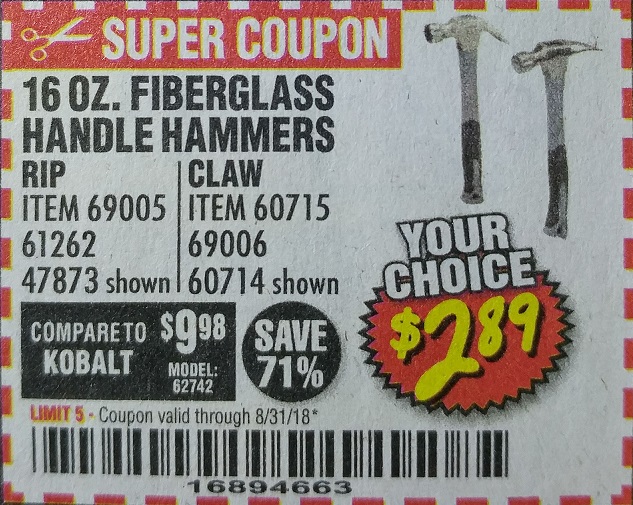 SUPER COUPON
16 OZ. FIBERGLASS
HANDLE HAMMERS
RIP
ITEM 69005
61262
47873 shown
CLAW
ITEM 60715
69006
60714 shown
YOUR
CHOICE
$2.89
COMPARE TO
KOBALT
$9.98
MODEL:
62742
SAVE
71%
LIMIT 5 - Coupon valid through 8/31/18*
16894663